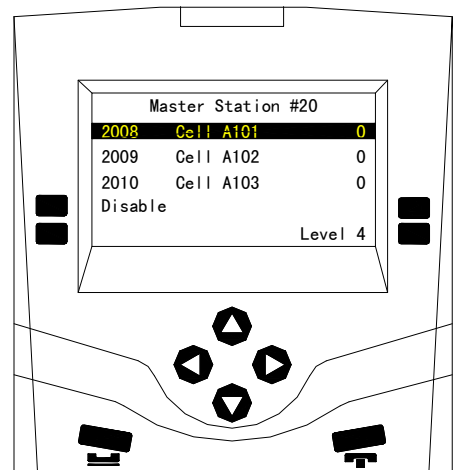 Master Station #20
2008 Cell A101 0
2009 Cell A102 0
2010 Cell A103 0
Disable
Level 4